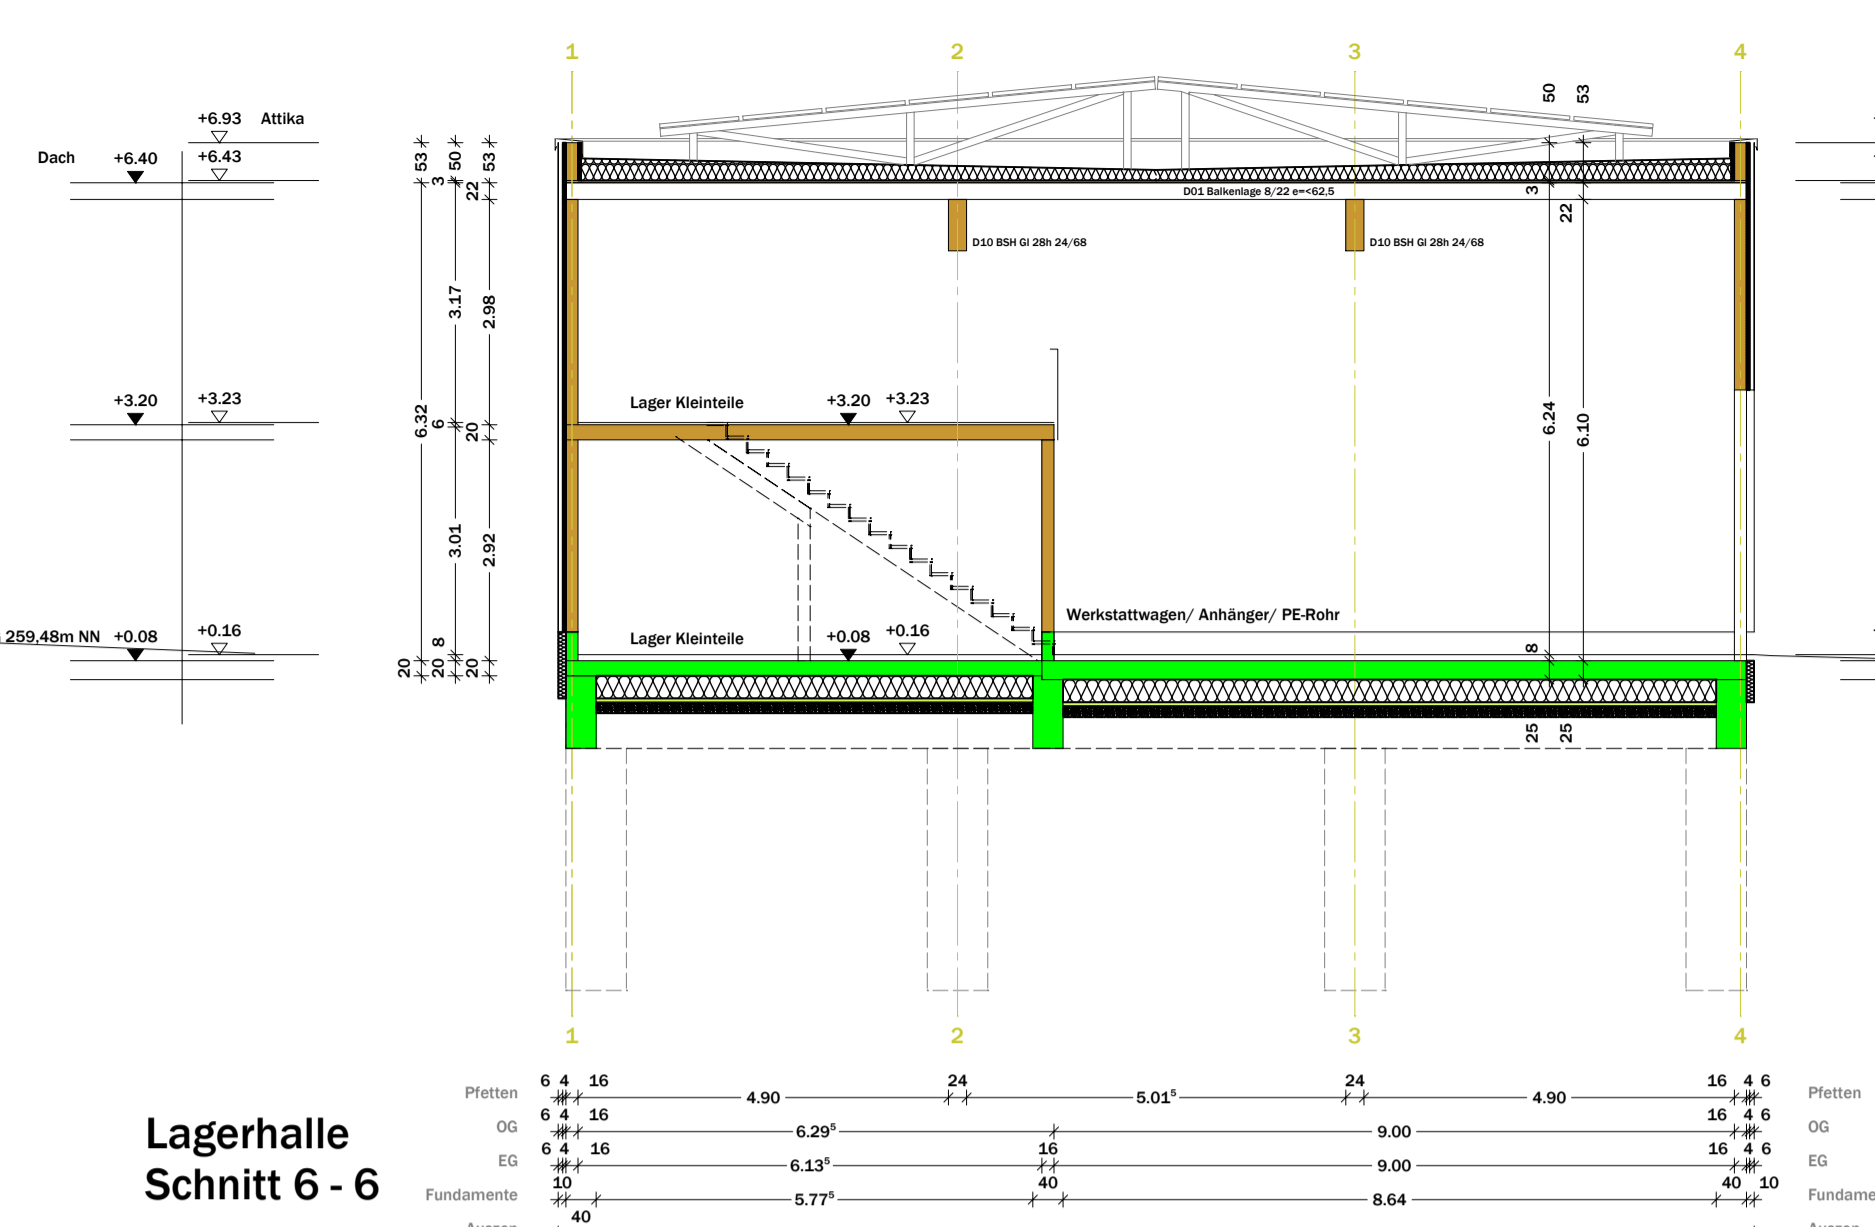 1 2 3 4
50 53
+6.93 Attika
Dach +6.40 +6.43
53 50 53
3 22
D01 Balkenlage 8/22 e=<62,5
3 22
D10 BSH Gl 28h 24/68 D10 BSH Gl 28h 24/68
3.17 2.98
+3.20 +3.23
Lager Kleinteile +3.20 +3.23
6.32 6 20
6.24 6.10
3.01 2.92
Werkstattwagen/ Anhänger/ PE-Rohr
259,48m NN +0.08 +0.16
Lager Kleinteile +0.08 +0.16
8 8
20 20 20
25 25
1 2 3 4
Pfetten 6 4 16 4.90 24 5.01⁵ 24 4.90 16 4 6 Pfetten
OG 6 4 16 6.29⁵ 9.00 16 4 6 OG
EG 6 4 16 6.13⁵ 16 9.00 16 4 6 EG
Fundamente 10 40 5.77⁵ 40 8.64 40 10 Fundame
Lagerhalle
Schnitt 6 - 6